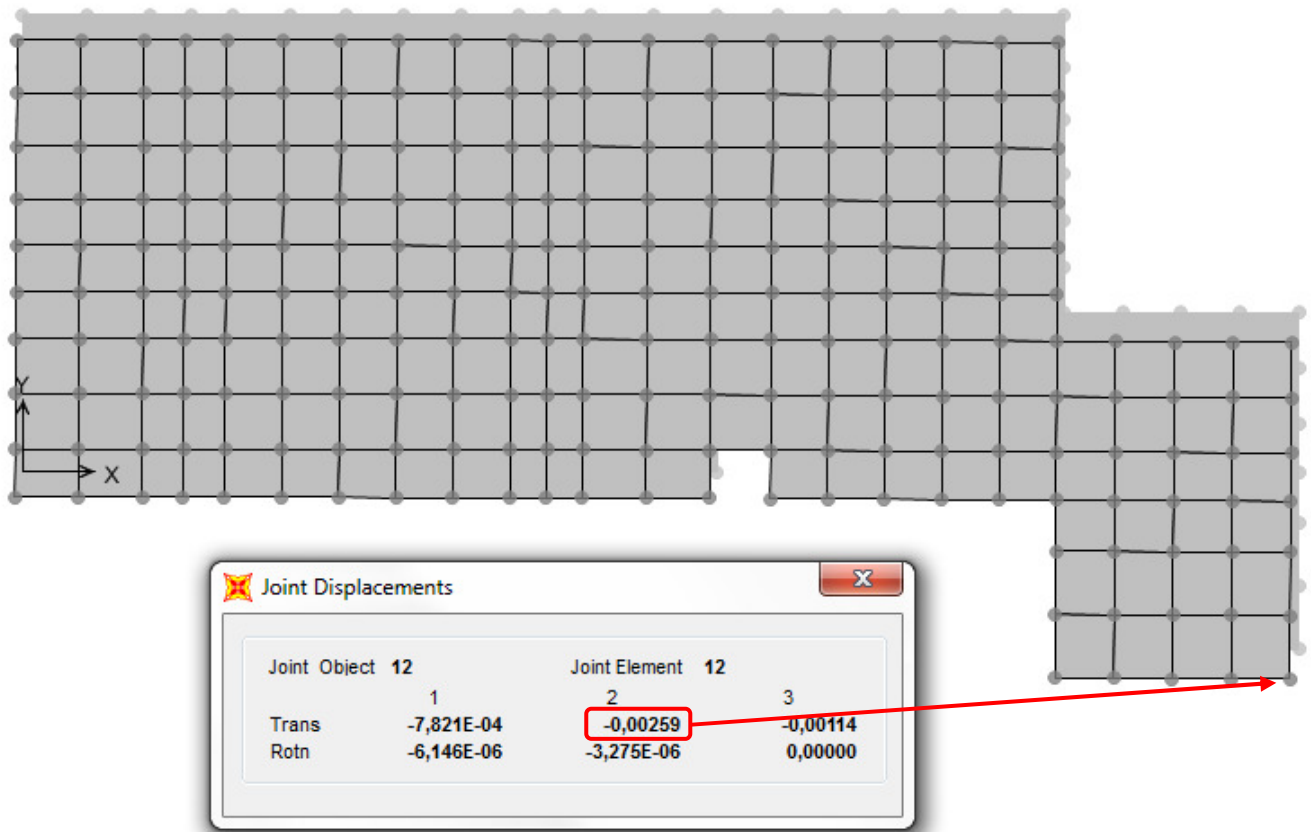 Y
X
Joint Displacements
Joint Object 12 Joint Element 12
1 2 3
Trans -7,821E-04 -0,00259 -0,00114
Rotn -6,146E-06 -3,275E-06 0,00000